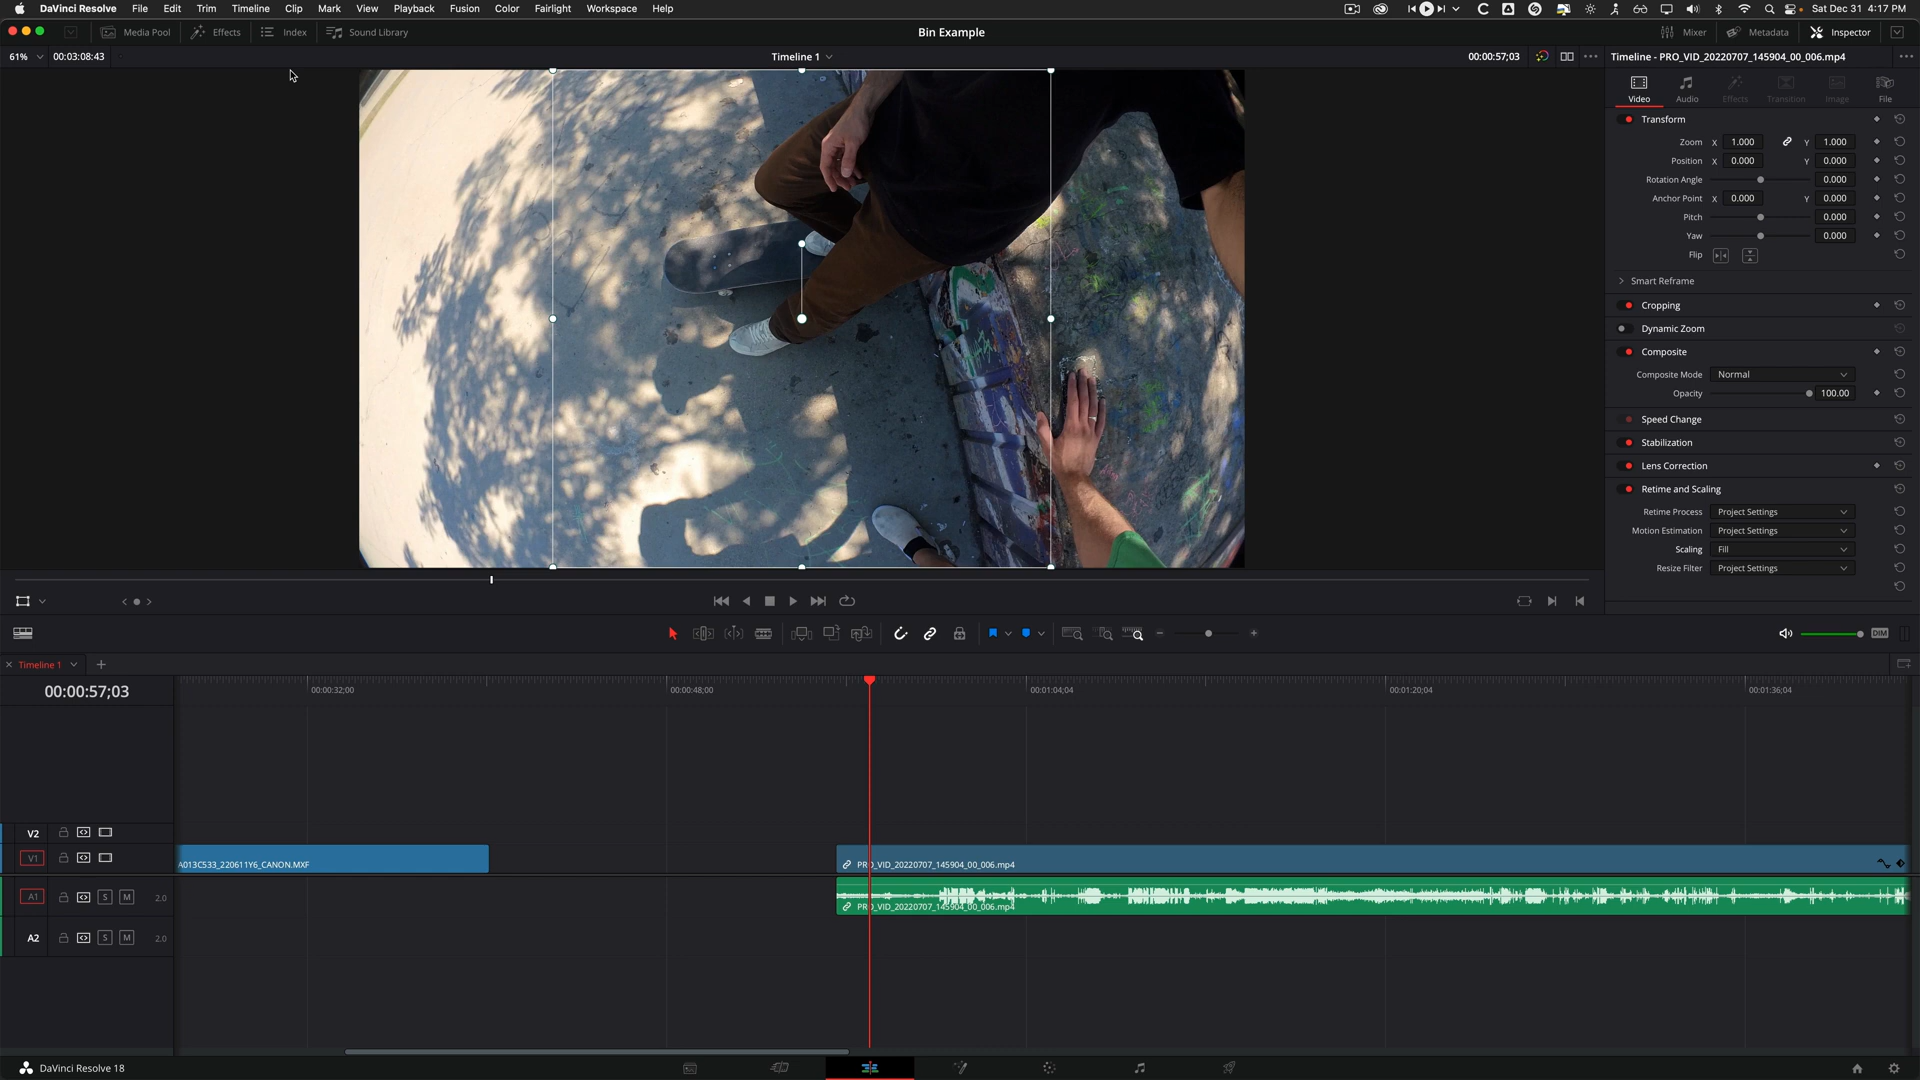 DaVinci Resolve File Edit Trim Timeline Clip Mark View Playback Fusion Color Fairlight Workspace Help Sat Dec 31 4:17 PM
Media Pool Effects Index Sound Library Bin Example Mixer Metadata Inspector
61% 00:03:08:43 Timeline 1 00:00:57;03 Timeline - PRO_VID_20220707_145904_00_006.mp4
Video Audio Effects Transition Image File
Transform
Zoom X 1.000 Y 1.000
Position X 0.000 Y 0.000
Rotation Angle 0.000
Anchor Point X 0.000 Y 0.000
Pitch 0.000
Yaw 0.000
Flip
Smart Reframe
Cropping
Dynamic Zoom
Composite
Composite Mode Normal
Opacity 100.00
Speed Change
Stabilization
Lens Correction
Retime and Scaling
Retime Process Project Settings
Motion Estimation Project Settings
Scaling Fill
Resize Filter Project Settings
DIM
Timeline 1
00:00:57;03 00:00:32;00 00:00:48;00 00:01:04;04 00:01:20;04 00:01:36;04
V2
V1 A013C533_220611Y6_CANON.MXF PRO_VID_20220707_145904_00_006.mp4
A1 S M 2.0 PRO_VID_20220707_145904_00_006.mp4
A2 S M 2.0
DaVinci Resolve 18